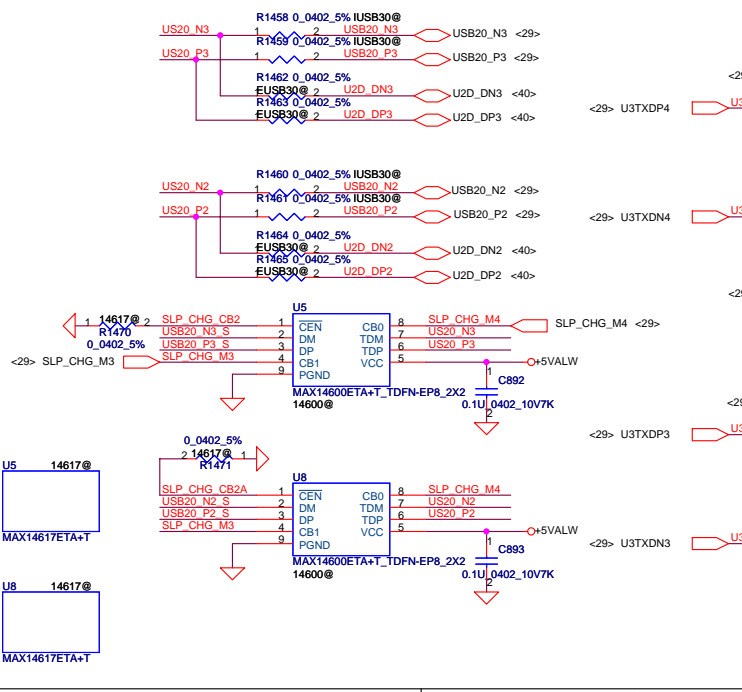 R1458 0_0402_5% IUSB30@
US20_N3 1 2 USB20_N3 USB20_N3 <29>
R1459 0_0402_5% IUSB30@
US20_P3 1 2 USB20_P3 USB20_P3 <29>
R1462 0_0402_5%
1 EUSB30@ 2 U2D_DN3 U2D_DN3 <40>
R1463 0_0402_5%
1 EUSB30@ 2 U2D_DP3 U2D_DP3 <40>
<29> U3TXDP4
R1460 0_0402_5% IUSB30@
US20_N2 1 2 USB20_N2 USB20_N2 <29>
R1461 0_0402_5% IUSB30@
US20_P2 1 2 USB20_P2 USB20_P2 <29>
<29> U3TXDN4
R1464 0_0402_5%
1 EUSB30@ 2 U2D_DN2 U2D_DN2 <40>
R1465 0_0402_5%
1 EUSB30@ 2 U2D_DP2 U2D_DP2 <40>
U5
1 14617@ 2 SLP_CHG_CB2 1 CEN CB0 8 SLP_CHG_M4 SLP_CHG_M4 <29>
R1470
USB20_N3_S 2 DM TDM 7 US20_N3
0_0402_5%
USB20_P3_S 3 DP TDP 6 US20_P3
<29> SLP_CHG_M3 SLP_CHG_M3 4 CB1 VCC 5 +5VALW
9 PGND
1 C892
MAX14600ETA+T_TDFN-EP8_2X2
14600@
0.1U_0402_10V7K
2
<29> U3TXDP3
0_0402_5%
2 14617@ 1
R1471
U5 14617@
MAX14617ETA+T
U8
SLP_CHG_CB2A 1 CEN CB0 8 SLP_CHG_M4
USB20_N2_S 2 DM TDM 7 US20_N2
USB20_P2_S 3 DP TDP 6 US20_P2
SLP_CHG_M3 4 CB1 VCC 5 +5VALW
9 PGND
1 C893
MAX14600ETA+T_TDFN-EP8_2X2
14600@
0.1U_0402_10V7K
2
<29> U3TXDN3
U8 14617@
MAX14617ETA+T